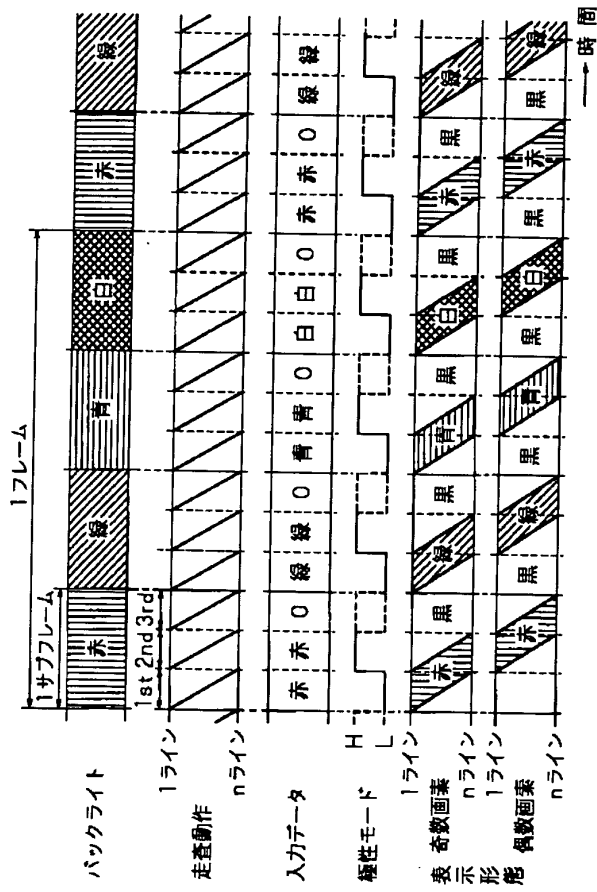 1フレーム
1サブフレーム
バックライト 赤 緑 青 白 赤 緑
1st 2nd 3rd
1ライン
走査動作
nライン
入力データ 赤 赤 0 緑 緑 0 青 青 0 白 白 0 赤 赤 0 緑 緑
極性モード H
L
表示形態
1ライン
奇数画素 赤 黒 緑 黒 青 黒 白 黒 赤 黒 緑
nライン
1ライン
偶数画素 赤 黒 緑 黒 青 黒 白 黒 赤 黒 緑
nライン
時間